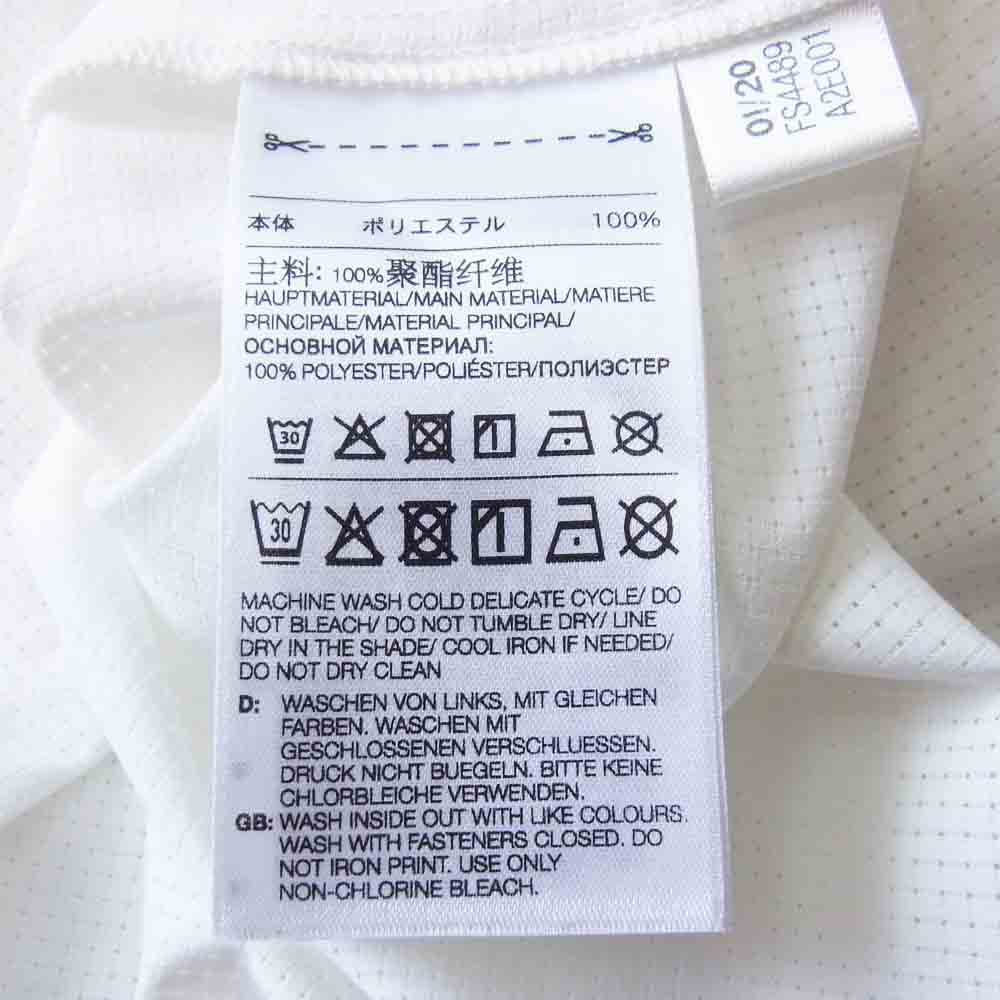 01/20
FS4489
A2E001
本体 ポリエステル 100%
主料: 100%聚酯纤维
HAUPTMATERIAL/MAIN MATERIAL/MATIERE
PRINCIPALE/MATERIAL PRINCIPAL/
ОСНОВНОЙ МАТЕРИАЛ:
100% POLYESTER/POLIÉSTER/ПОЛИЭСТЕР
30
30
MACHINE WASH COLD DELICATE CYCLE/ DO
NOT BLEACH/ DO NOT TUMBLE DRY/ LINE
DRY IN THE SHADE/ COOL IRON IF NEEDED/
DO NOT DRY CLEAN
D: WASCHEN VON LINKS, MIT GLEICHEN
FARBEN. WASCHEN MIT
GESCHLOSSENEN VERSCHLUESSEN.
DRUCK NICHT BUEGELN. BITTE KEINE
CHLORBLEICHE VERWENDEN.
GB: WASH INSIDE OUT WITH LIKE COLOURS.
WASH WITH FASTENERS CLOSED. DO
NOT IRON PRINT. USE ONLY
NON-CHLORINE BLEACH.